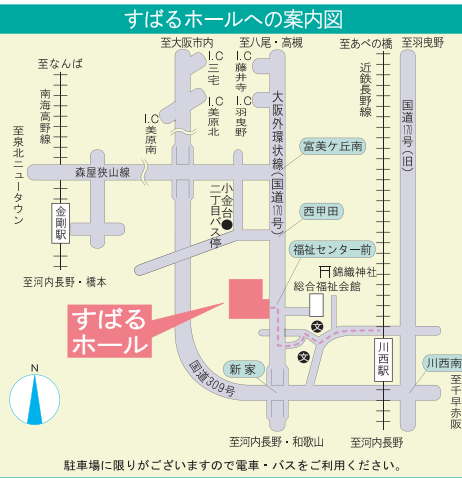 すばるホールへの案内図
至大阪市内
至八尾・高槻
至あべの橋
至羽曳野
至なんば
南海高野線
I.C
三宅
I.C
藤井寺
I.C
美原北
I.C
羽曳野
I.C
美原南
大阪外環状線(国道170号)
近鉄長野線
国道170号(旧)
至泉北ニュータウン
富美ケ丘南
森屋狭山線
小金台
二丁目バス停
西甲田
金剛駅
福祉センター前
錦織神社
総合福祉会館
至河内長野・橋本
すばる
ホール
文
文
川西駅
新家
川西南
国道309号
至千早赤阪
N
至河内長野・和歌山
至河内長野
駐車場に限りがございますので電車・バスをご利用ください。